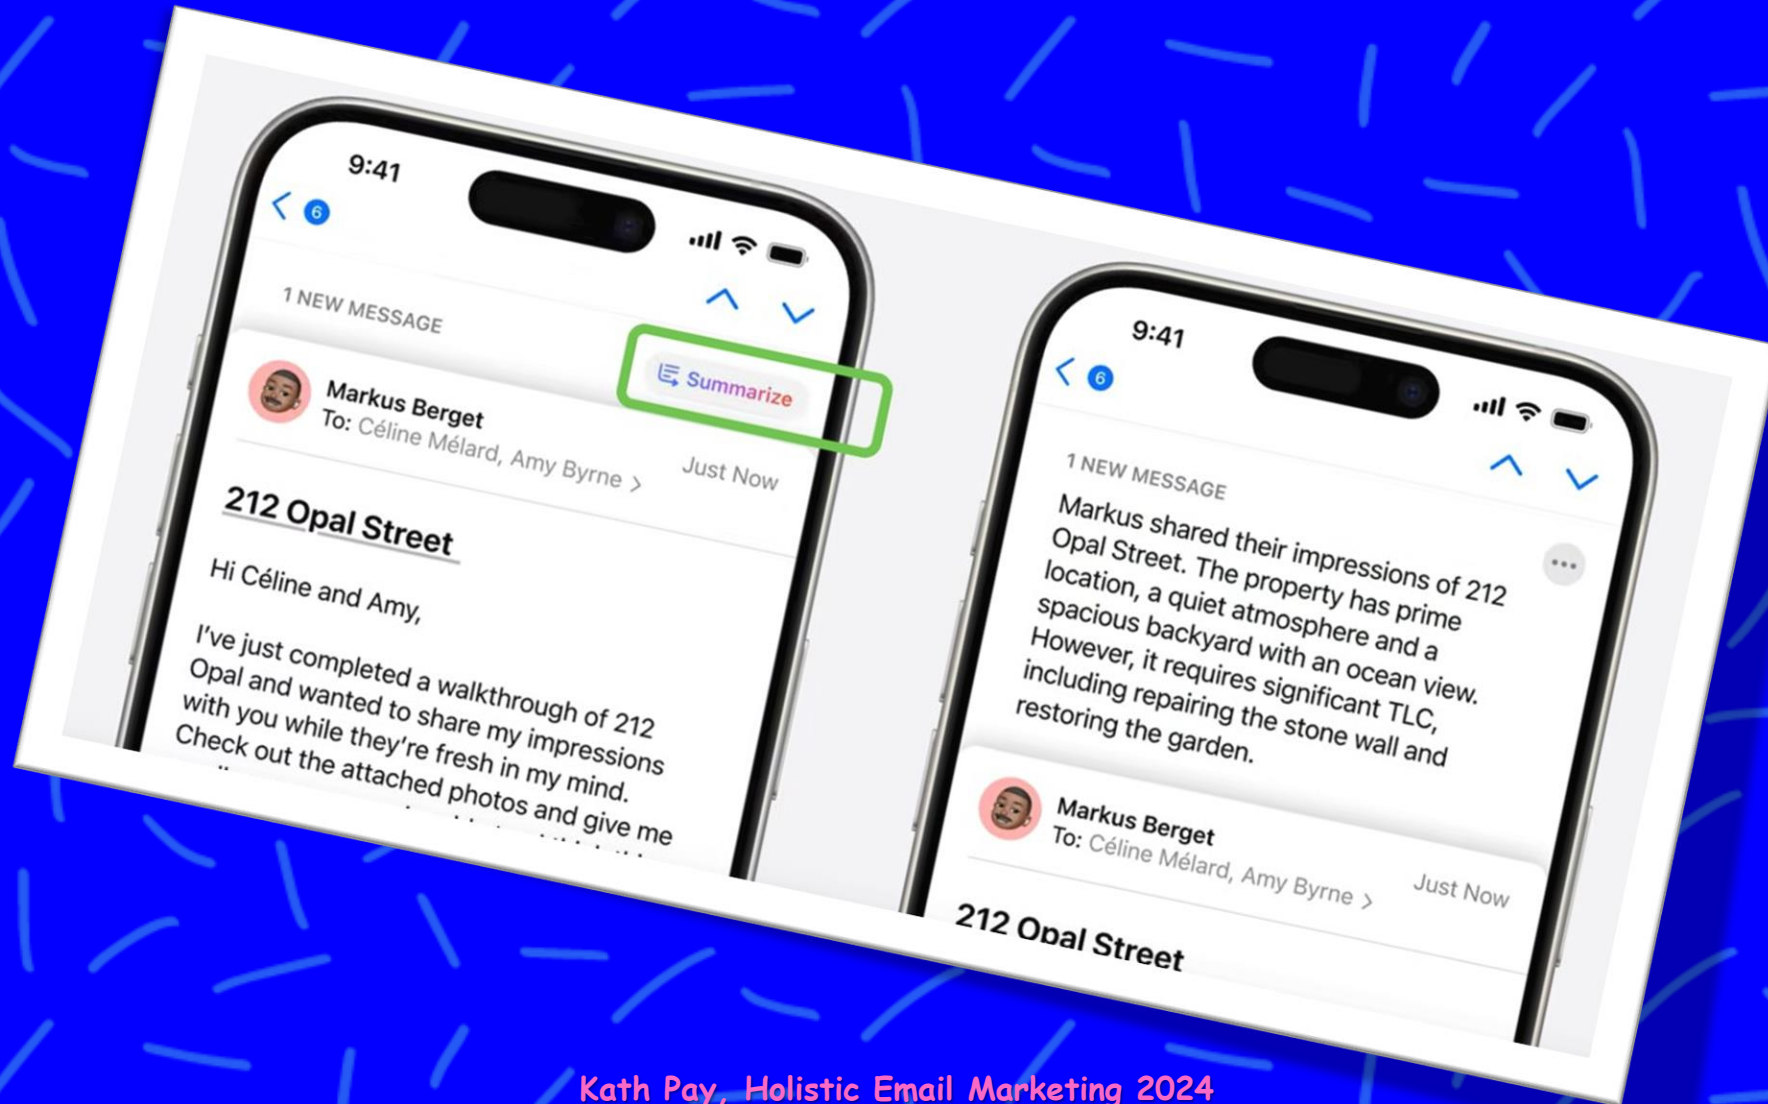 9:41
6
1 NEW MESSAGE
Summarize
Markus Berget
To: Céline Mélard, Amy Byrne >
Just Now
212 Opal Street
Hi Céline and Amy,
I've just completed a walkthrough of 212
Opal and wanted to share my impressions
with you while they're fresh in my mind.
Check out the attached photos and give me
9:41
6
1 NEW MESSAGE
Markus shared their impressions of 212
Opal Street. The property has prime
location, a quiet atmosphere and a
spacious backyard with an ocean view.
However, it requires significant TLC,
including repairing the stone wall and
restoring the garden.
Markus Berget
To: Céline Mélard, Amy Byrne >
Just Now
212 Opal Street
Kath Pay, Holistic Email Marketing 2024